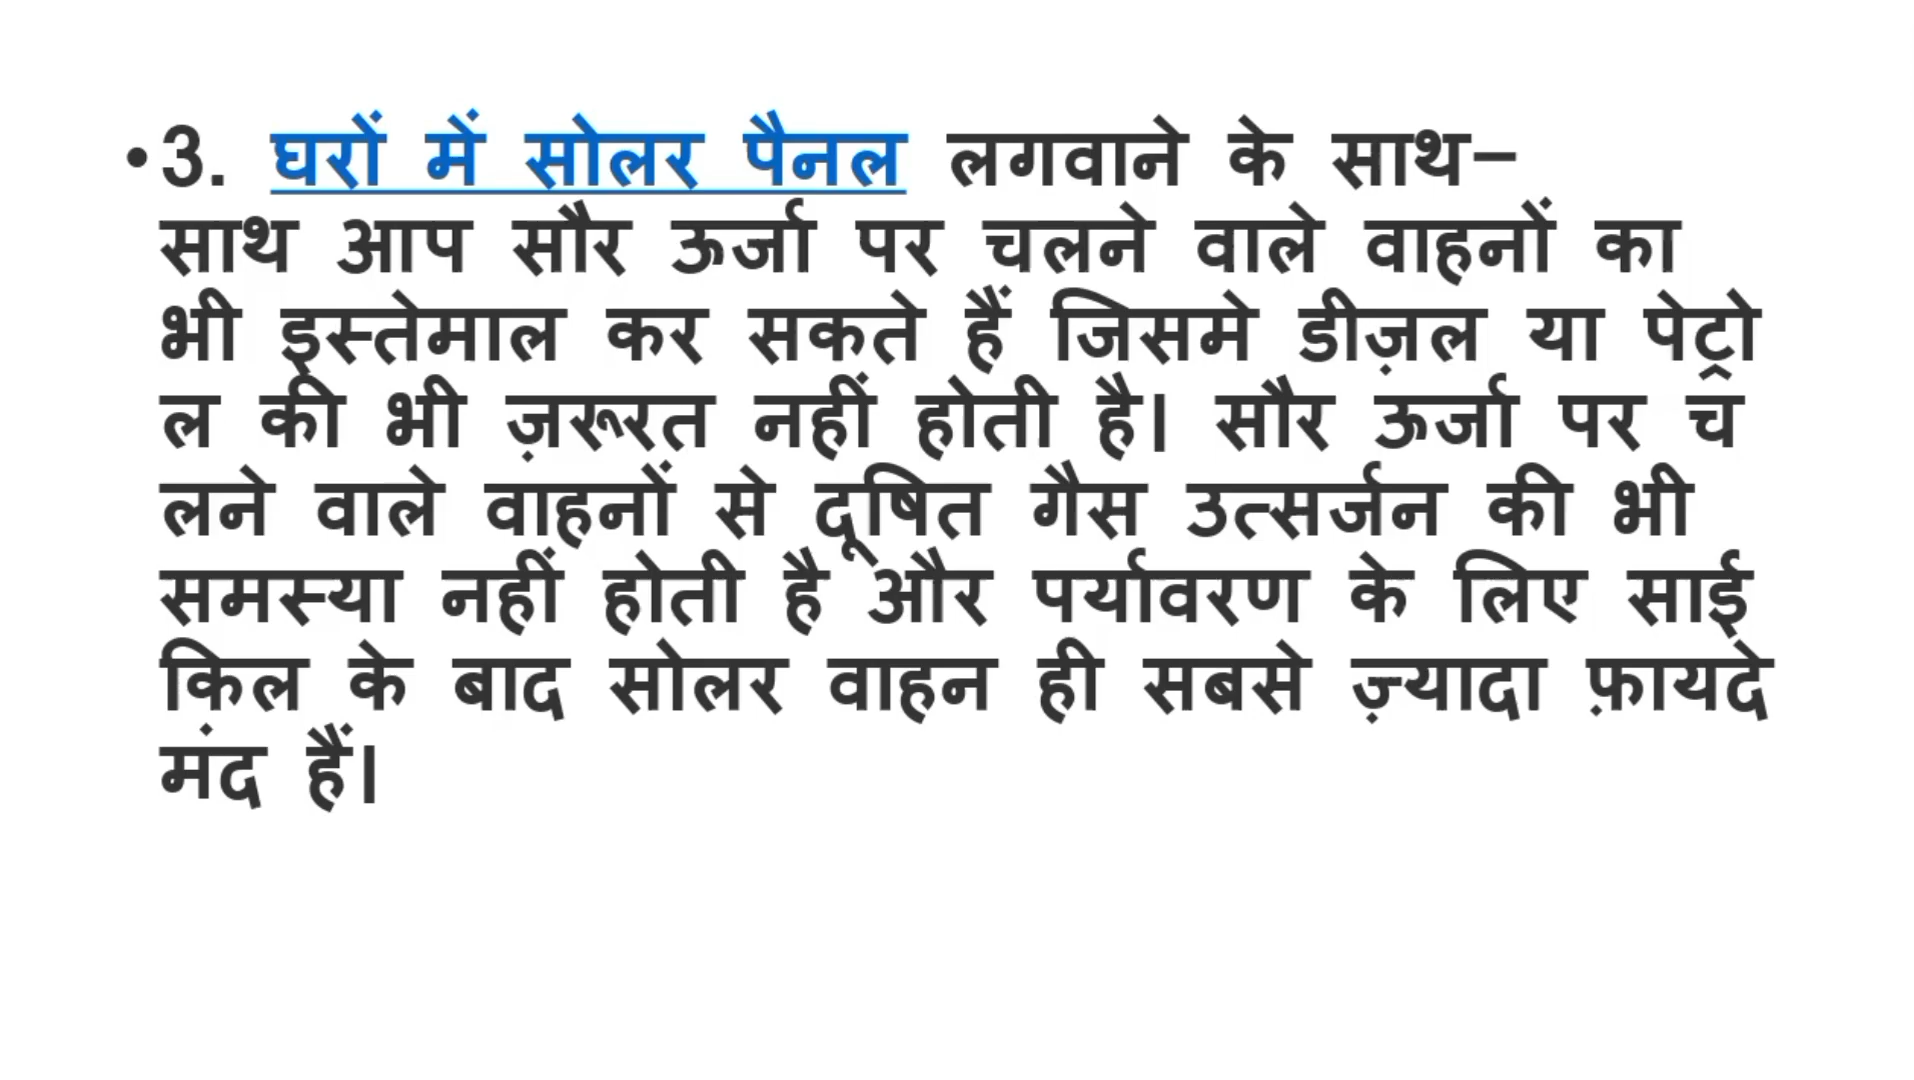 •3. घरों में सोलर पैनल लगवाने के साथ–
साथ आप सौर ऊर्जा पर चलने वाले वाहनों का
भी इस्तेमाल कर सकते हैं जिसमे डीज़ल या पेट्रो
ल की भी ज़रूरत नहीं होती है। सौर ऊर्जा पर च
लने वाले वाहनों से दूषित गैस उत्सर्जन की भी
समस्या नहीं होती है और पर्यावरण के लिए साई
किल के बाद सोलर वाहन ही सबसे ज़्यादा फ़ायदे
मंद हैं।